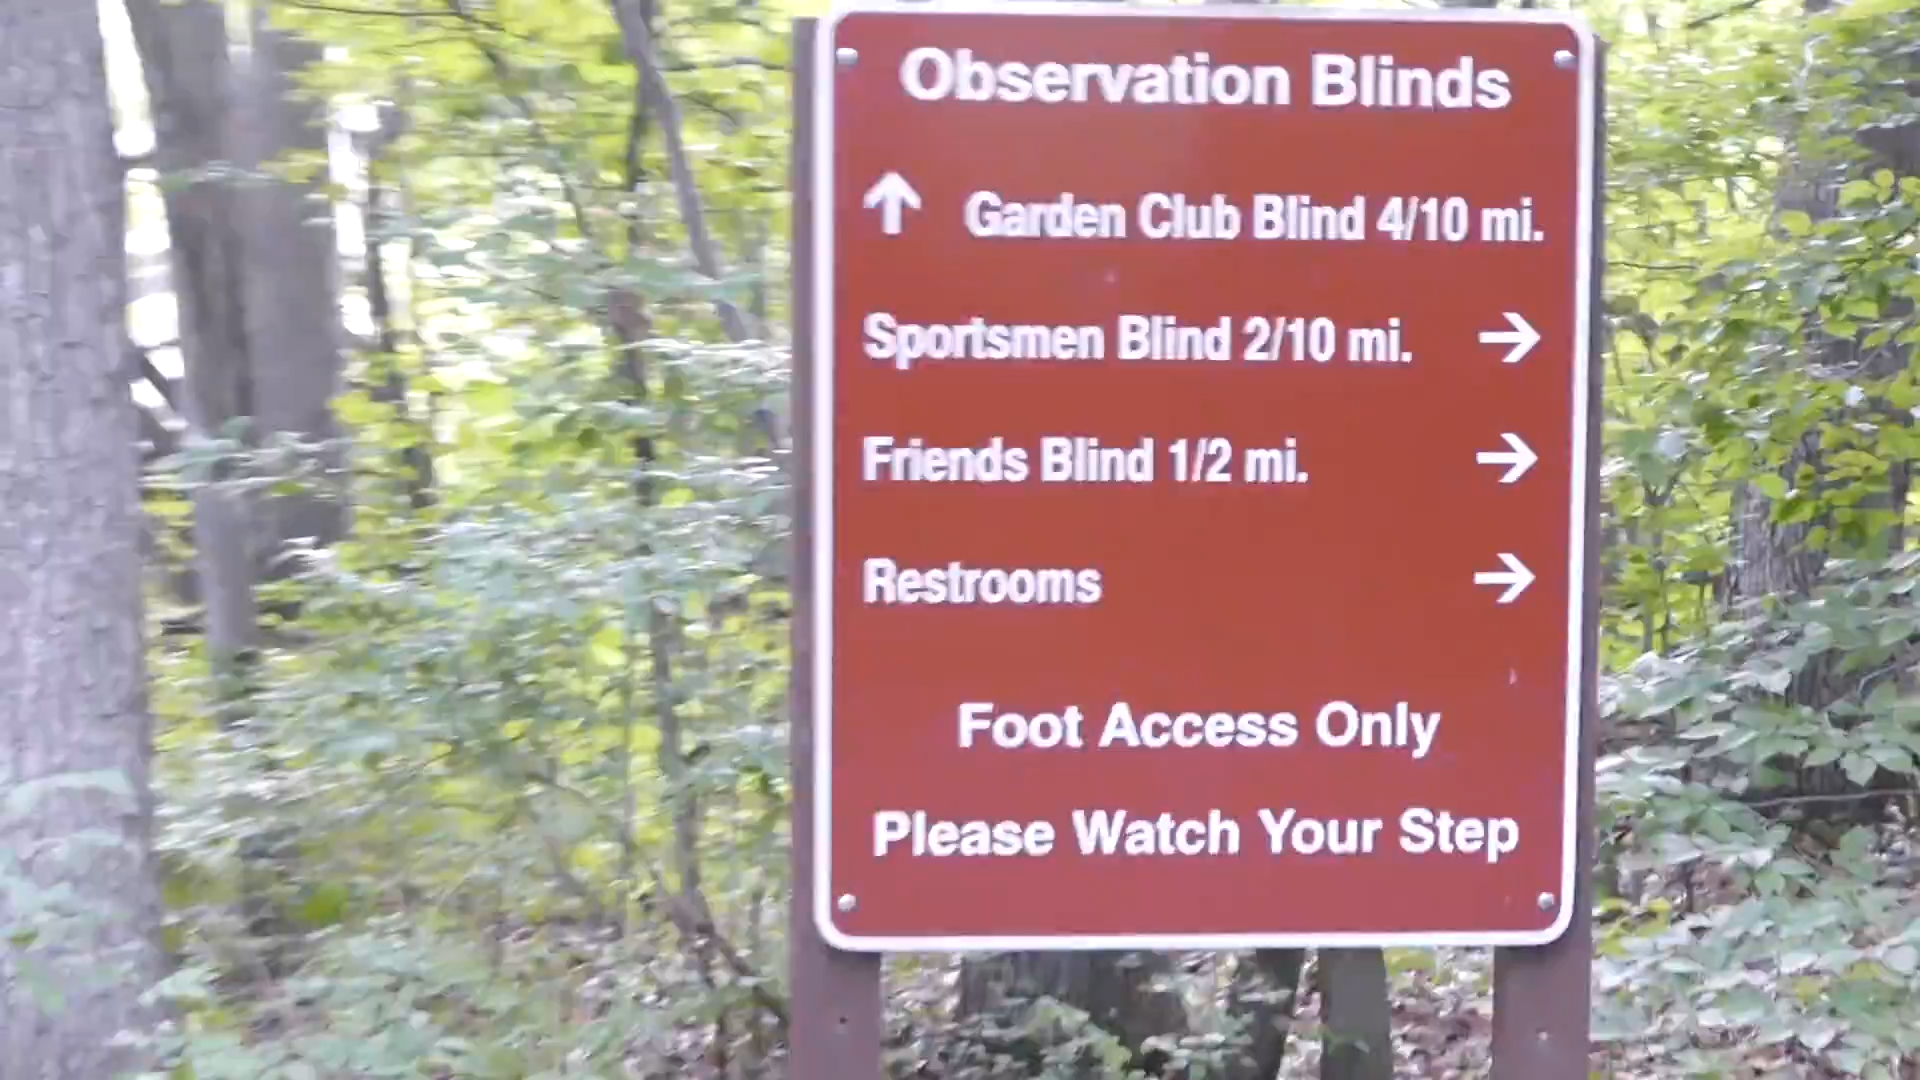 Observation Blinds
Garden Club Blind 4/10 mi.
Sportsmen Blind 2/10 mi.
Friends Blind 1/2 mi.
Restrooms
Foot Access Only
Please Watch Your Step